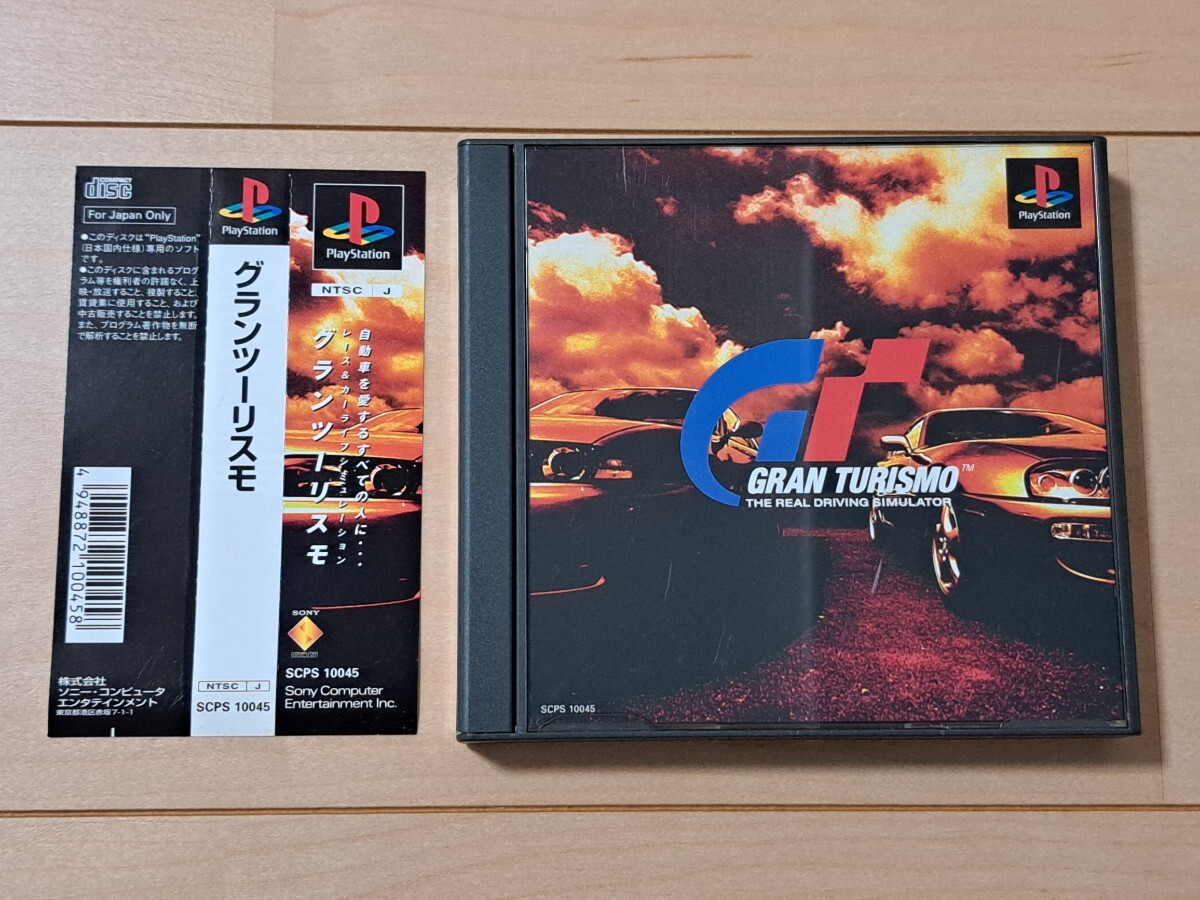 COMPACT
disc
For Japan Only
●このディスクは"PlayStation"
(日本国内仕様)専用のソフト
です。
●このディスクに含まれるプログ
ラム等を権利者の許諾なく、上
映・放送すること、複製すること、
賃貸業に使用すること、および
中古販売することを禁止します。
また、プログラム著作物を無断
で解析することを禁止します。
4 948872 100458
株式会社
ソニー・コンピュータ
エンタテインメント
東京都港区赤坂7-1-1
PlayStation
グランツーリスモ
NTSC J
SCPS 10045
PlayStation
NTSC J
自動車を愛するすべての人に・・・・
レース&カーライフシミュレーション
グランツーリスモ
SONY
COMPUTER
SCPS 10045
Sony Computer
Entertainment Inc.
PlayStation
GRAN TURISMO™
THE REAL DRIVING SIMULATOR
SCPS 10045